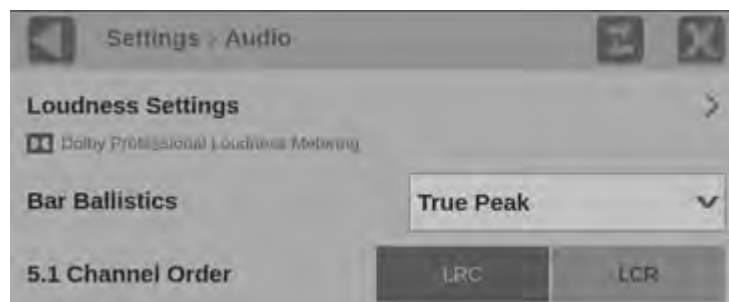 Settings > Audio
Loudness Settings
Dolby Professional Loudness Metering
Bar Ballistics
True Peak
5.1 Channel Order
LRC
LCR